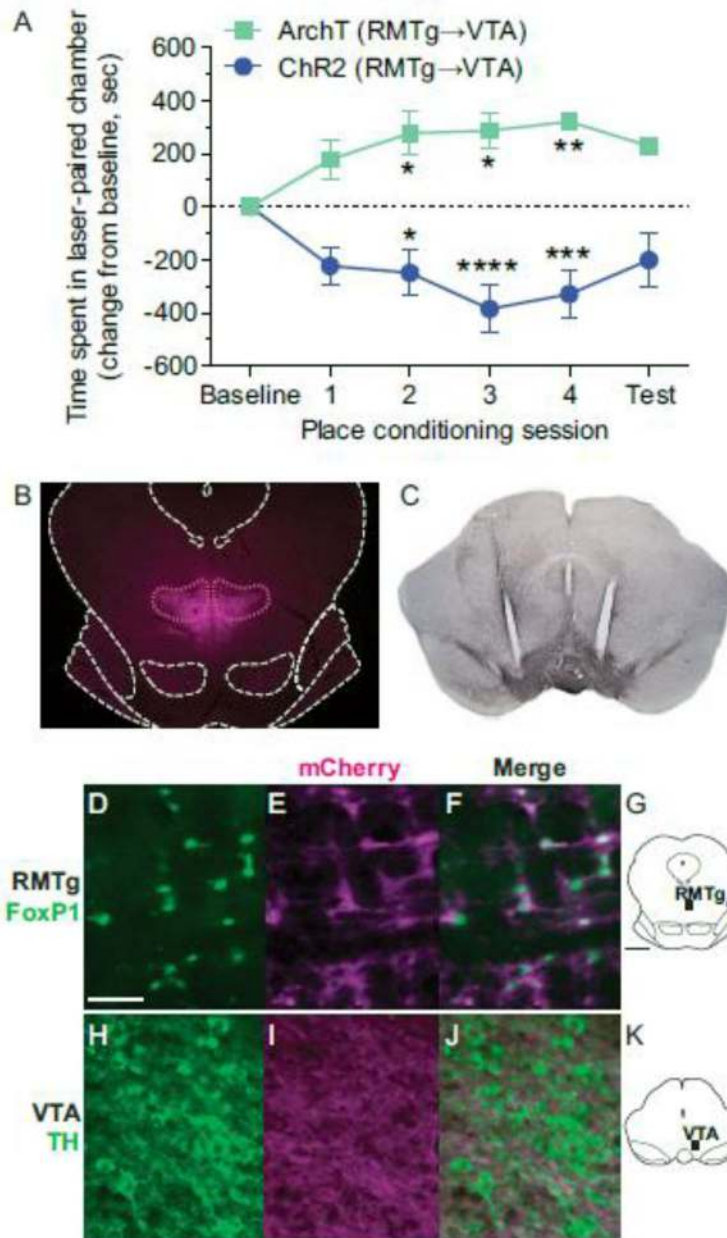 A
ArchT (RMTg→VTA)
ChR2 (RMTg→VTA)
Time spent in laser-paired chamber
(change from baseline, sec)
600
400
200
0
-200
-400
-600
* * **
* **** ***
Baseline 1 2 3 4 Test
Place conditioning session
B C
mCherry Merge
D E F G
RMTg
FoxP1
RMTg
H I J K
VTA
TH
VTA